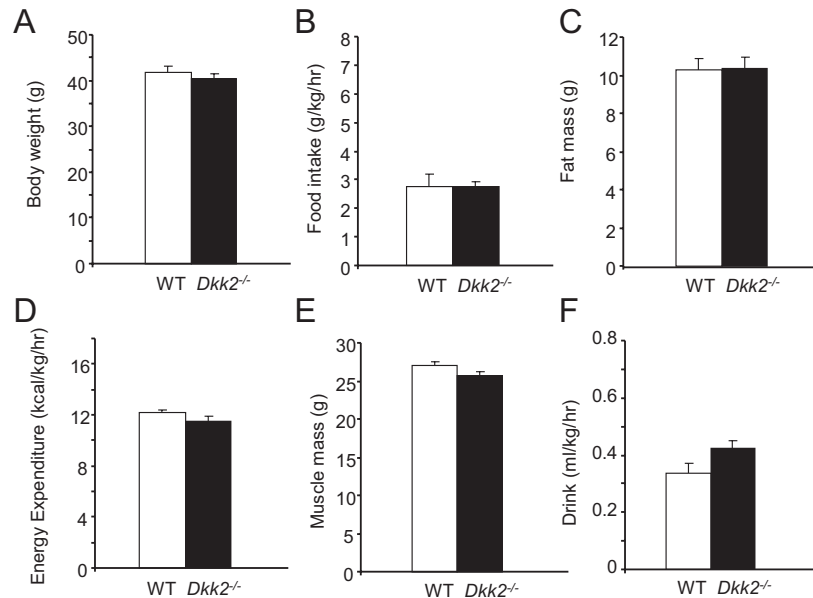 A
Body weight (g)
50
40
30
20
10
0
WT Dkk2-/-
B
Food intake (g/kg/hr)
8
7
6
5
4
3
2
1
0
WT Dkk2-/-
C
Fat mass (g)
12
10
8
6
4
2
0
WT Dkk2-/-
D
Energy Expenditure (kcal/kg/hr)
16
12
8
4
0
WT Dkk2-/-
E
Muscle mass (g)
30
25
20
15
10
5
0
WT Dkk2-/-
F
Drink (ml/kg/hr)
0.8
0.6
0.4
0.2
0
WT Dkk2-/-